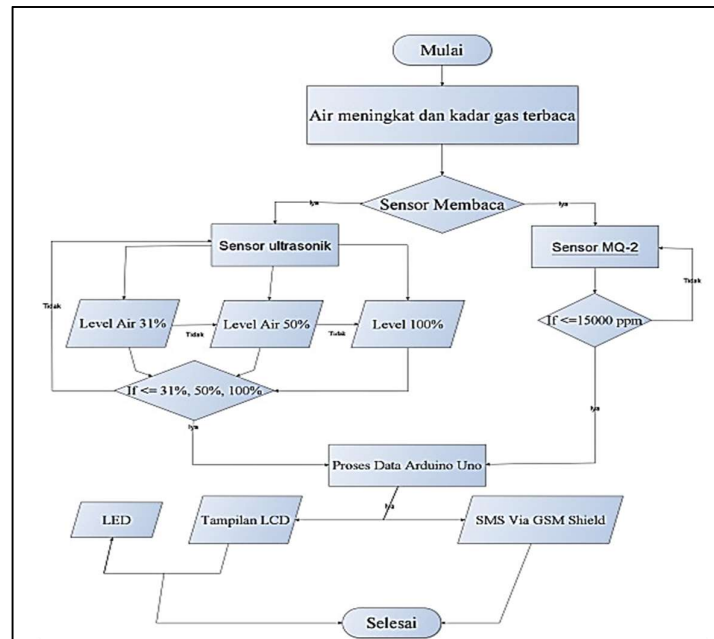 Mulai
Air meningkat dan kadar gas terbaca
Sensor Membaca
Iya
Iya
Sensor ultrasonik
Sensor MQ-2
Tidak
Tidak
Level Air 31%
Tidak
Level Air 50%
Tidak
Level 100%
If <=15000 ppm
If <= 31%, 50%, 100%
Iya
Iya
Proses Data Arduino Uno
Iya
LED
Tampilan LCD
SMS Via GSM Shield
Selesai